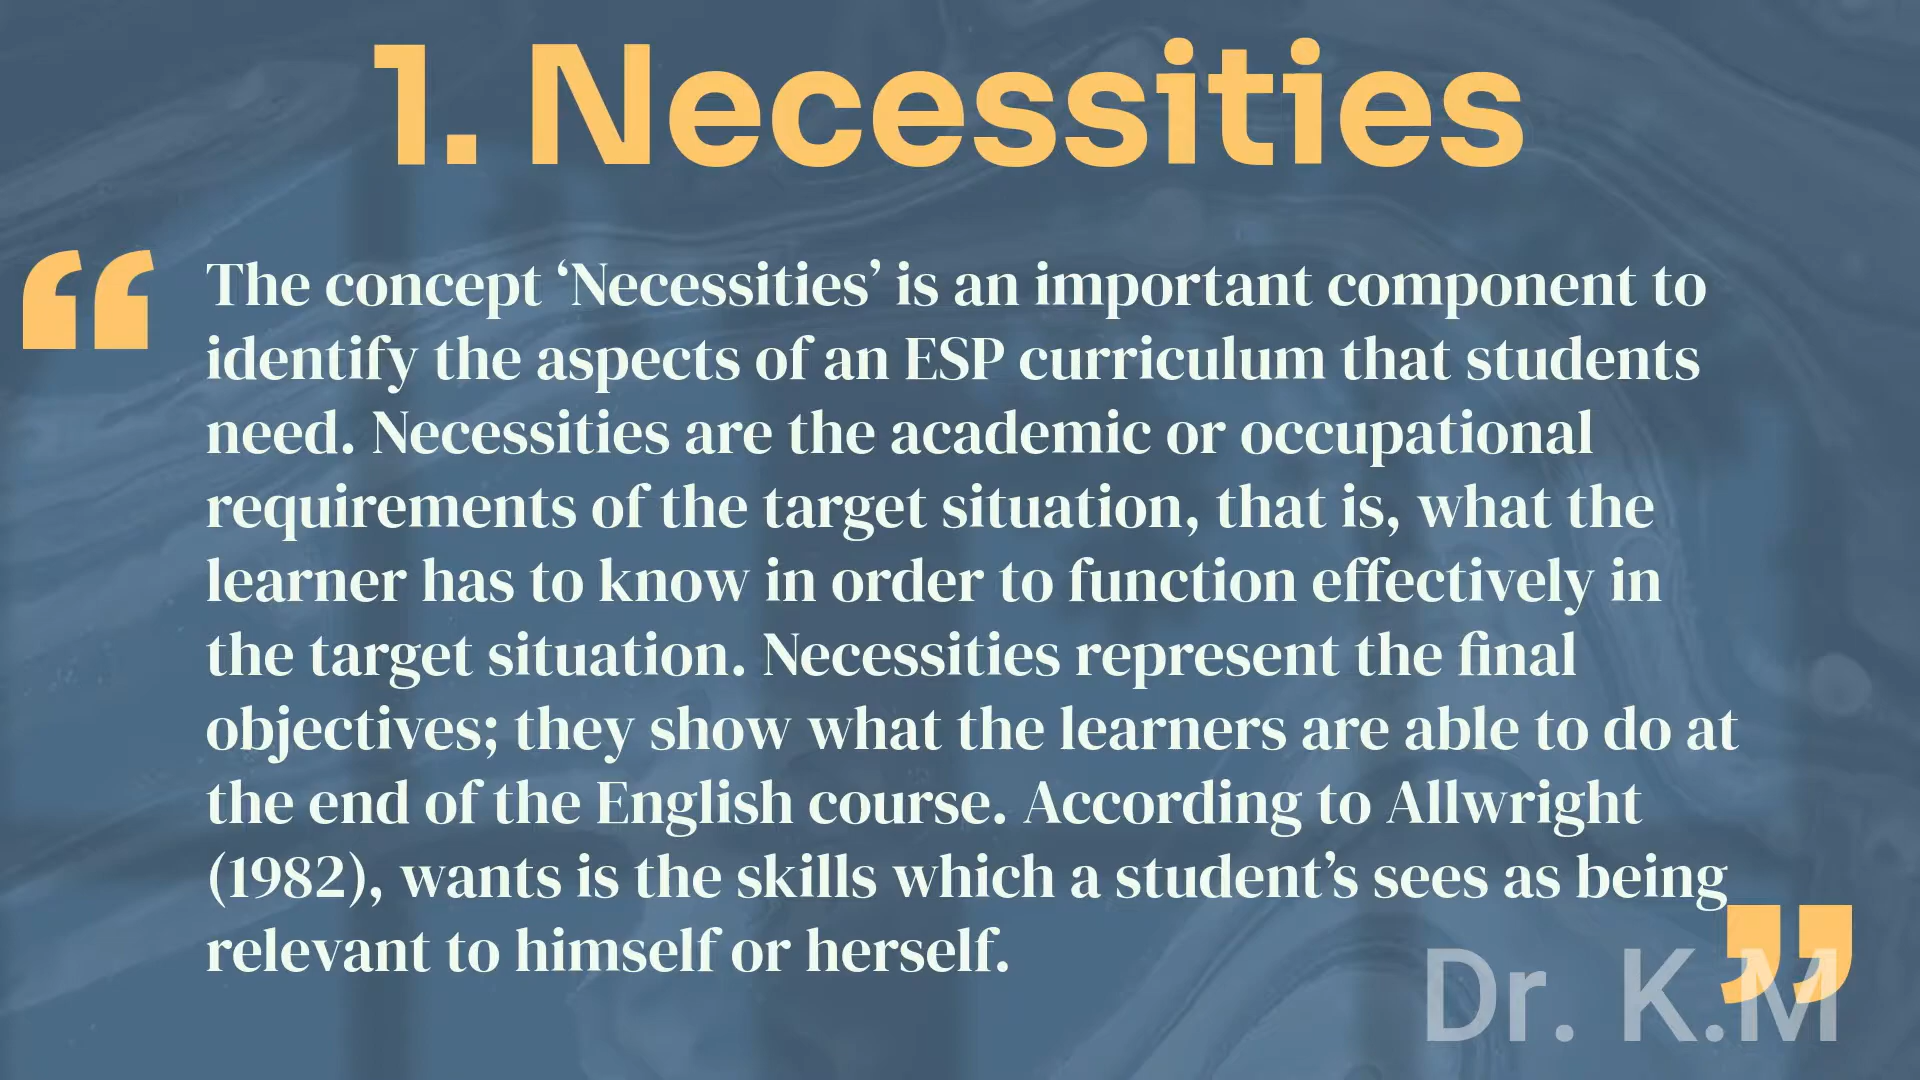 1. Necessities
“
The concept ‘Necessities’ is an important component to
identify the aspects of an ESP curriculum that students
need. Necessities are the academic or occupational
requirements of the target situation, that is, what the
learner has to know in order to function effectively in
the target situation. Necessities represent the final
objectives; they show what the learners are able to do at
the end of the English course. According to Allwright
(1982), wants is the skills which a student’s sees as being
relevant to himself or herself.
”
Dr. K.M